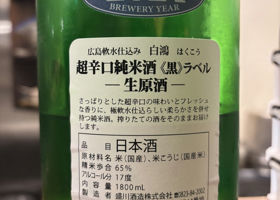 BREWERY YEAR
広島軟水仕込み 白鴻 はくこう
超辛口純米酒《黒》ラベル
—生原酒—
さっぱりとした超辛口の味わいとフレッシュ
な香りに、極軟水仕込みらしい柔らかさを併せ
持つ純米酒。搾りたての酒をそのままお届け
します。
品目 日本酒
原材料名 米(国産)、米こうじ(国産米)
精米歩合 65%
アルコール分 17度
内容量 1800mL
製造者 盛川酒造株式会社 ☎0823-84-2002